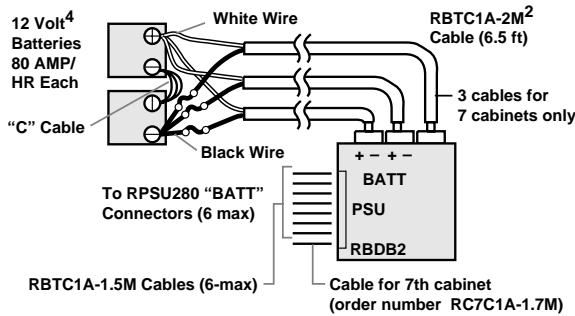 12 Volt4
Batteries
80 AMP/
HR Each
White Wire
RBTC1A-2M2
Cable (6.5 ft)
“C” Cable
3 cables for
7 cabinets only
Black Wire
+ − + −
BATT
PSU
RBDB2
To RPSU280 “BATT”
Connectors (6 max)
RBTC1A-1.5M Cables (6-max)
Cable for 7th cabinet
(order number RC7C1A-1.7M)